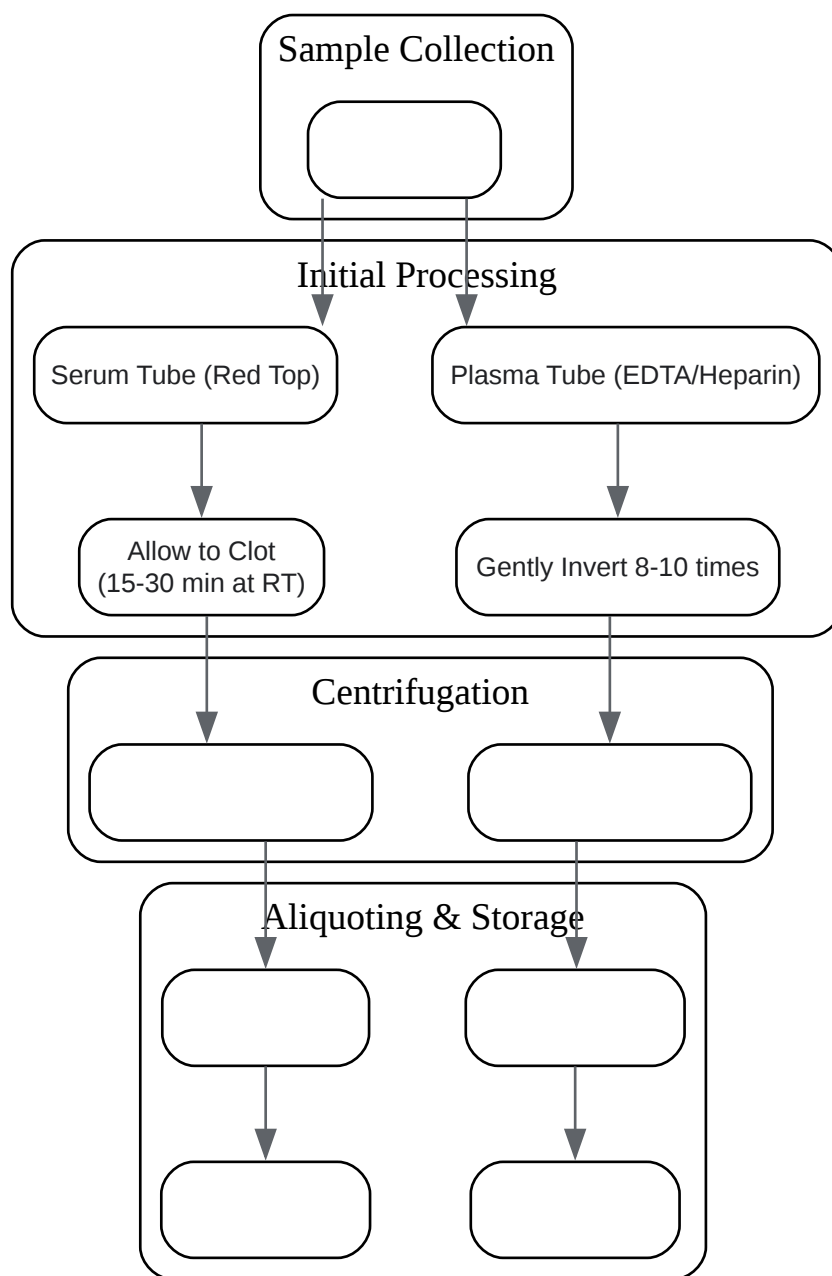 Sample Collection
Initial Processing
Serum Tube (Red Top)
Plasma Tube (EDTA/Heparin)
Allow to Clot
(15-30 min at RT)
Gently Invert 8-10 times
Centrifugation
Aliquoting & Storage